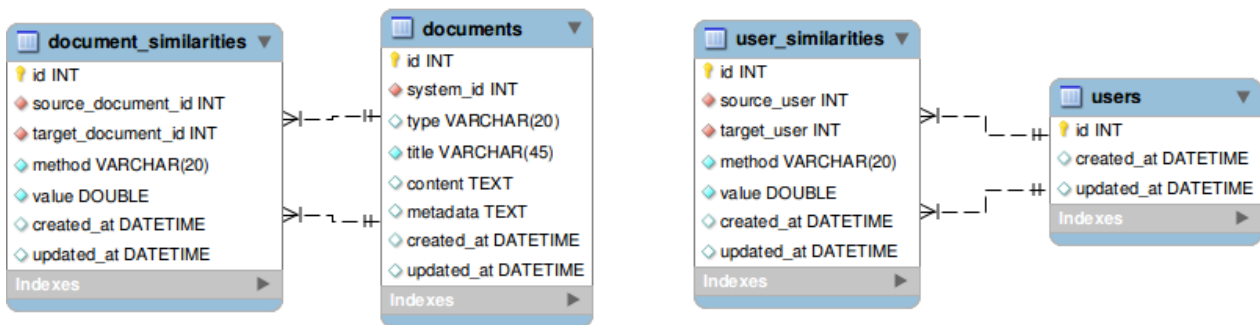 document_similarities
id INT
source_document_id INT
target_document_id INT
method VARCHAR(20)
value DOUBLE
created_at DATETIME
updated_at DATETIME
Indexes
documents
id INT
system_id INT
type VARCHAR(20)
title VARCHAR(45)
content TEXT
metadata TEXT
created_at DATETIME
updated_at DATETIME
Indexes
user_similarities
id INT
source_user INT
target_user INT
method VARCHAR(20)
value DOUBLE
created_at DATETIME
updated_at DATETIME
Indexes
users
id INT
created_at DATETIME
updated_at DATETIME
Indexes